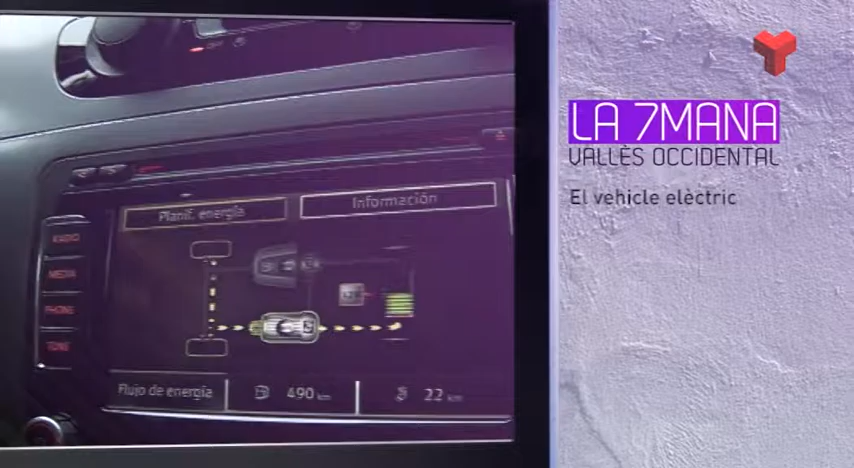 LA 7MANA
VALLÈS OCCIDENTAL
El vehicle elèctric
Planif. energía
Información
RADIO
MEDIA
PHONE
TONE
Flujo de energía
490 km
22 km